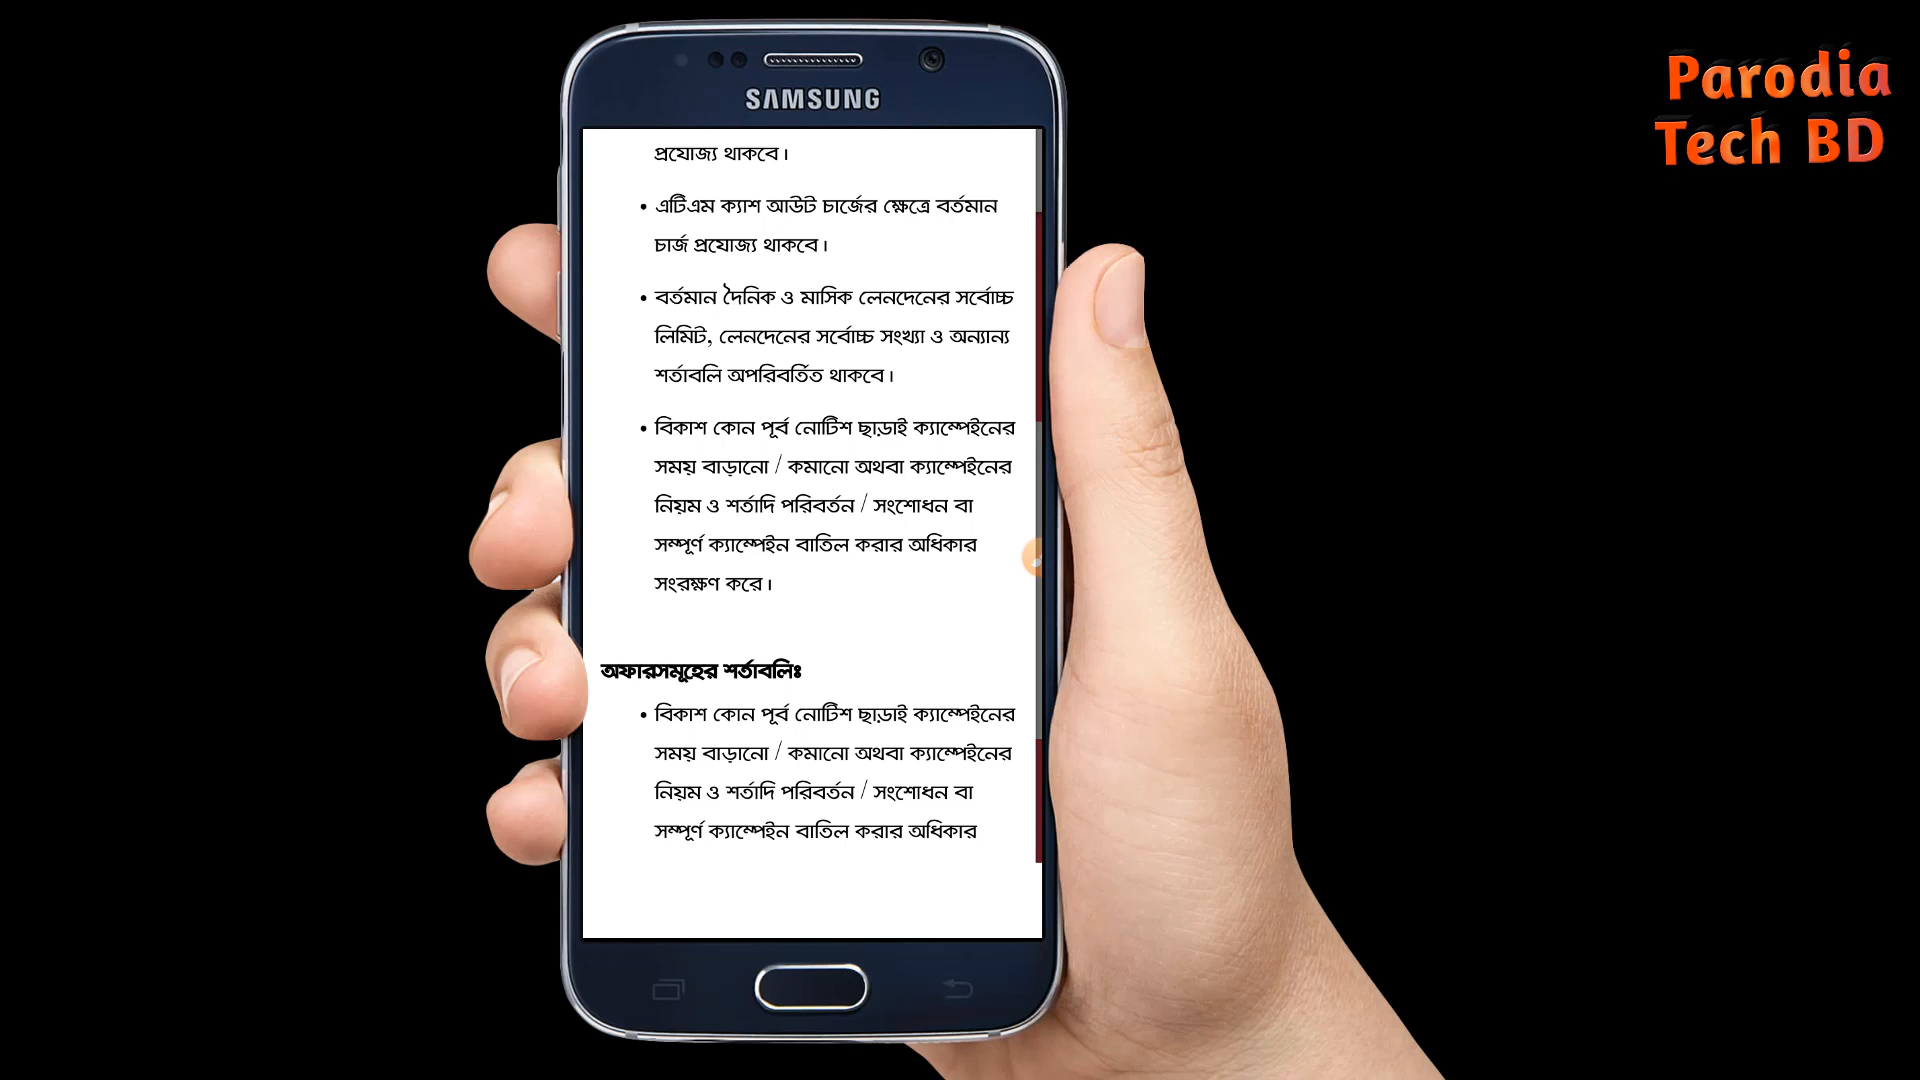 Parodia
Tech BD
SAMSUNG
প্রযোজ্য থাকবে।
• এটিএম ক্যাশ আউট চার্জের ক্ষেত্রে বর্তমান
চার্জ প্রযোজ্য থাকবে।
• বর্তমান দৈনিক ও মাসিক লেনদেনের সর্বোচ্চ
লিমিট, লেনদেনের সর্বোচ্চ সংখ্যা ও অন্যান্য
শর্তাবলি অপরিবর্তিত থাকবে।
• বিকাশ কোন পূর্ব নোটিশ ছাড়াই ক্যাম্পেইনের
সময় বাড়ানো / কমানো অথবা ক্যাম্পেইনের
নিয়ম ও শর্তাদি পরিবর্তন / সংশোধন বা
সম্পূর্ণ ক্যাম্পেইন বাতিল করার অধিকার
সংরক্ষণ করে।
অফারসমূহের শর্তাবলিঃ
• বিকাশ কোন পূর্ব নোটিশ ছাড়াই ক্যাম্পেইনের
সময় বাড়ানো / কমানো অথবা ক্যাম্পেইনের
নিয়ম ও শর্তাদি পরিবর্তন / সংশোধন বা
সম্পূর্ণ ক্যাম্পেইন বাতিল করার অধিকার